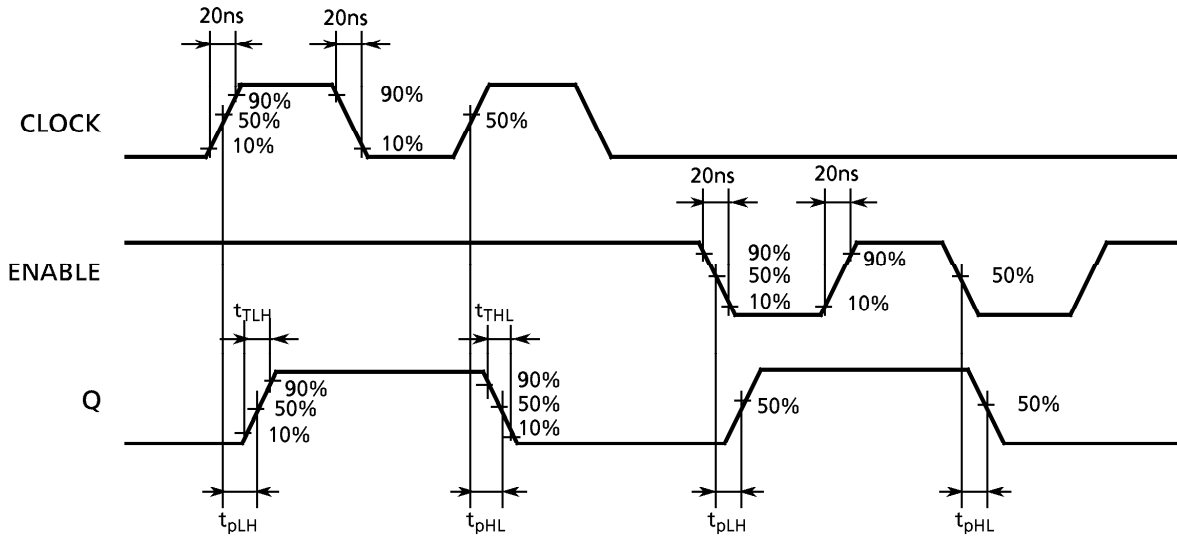 20ns 20ns
90% 90%
CLOCK 50% 50%
10% 10%
20ns 20ns
90% 90%
ENABLE 50% 50%
10% 10%
tTLH tTHL
90% 90%
Q 50% 50% 50% 50%
10% 10%
tpLH tpHL tpLH tpHL